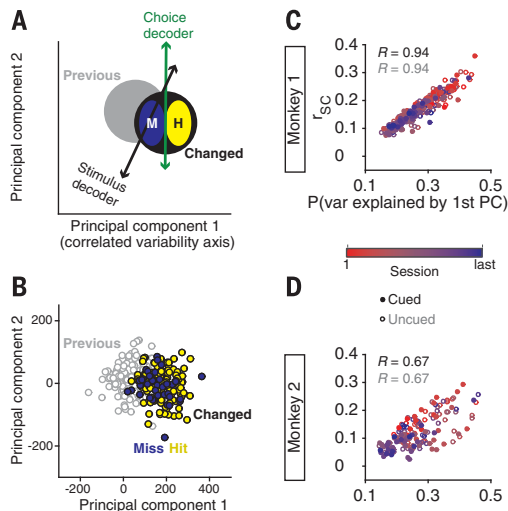 A
Choice
decoder
Previous
M
H
Changed
Stimulus
decoder
Principal component 2
Principal component 1
(correlated variability axis)
B
200
0
-200
Previous
Changed
Miss Hit
Principal component 2
-200
0
200
400
Principal component 1
C
Monkey 1
0.4
0.3
0.2
0.1
0
rSC
R = 0.94
R = 0.94
0.1
0.3
0.5
P(var explained by 1st PC)
1
Session
last
D
Cued
Uncued
Monkey 2
0.4
0.3
0.2
0.1
0
R = 0.67
R = 0.67
0.1
0.3
0.5